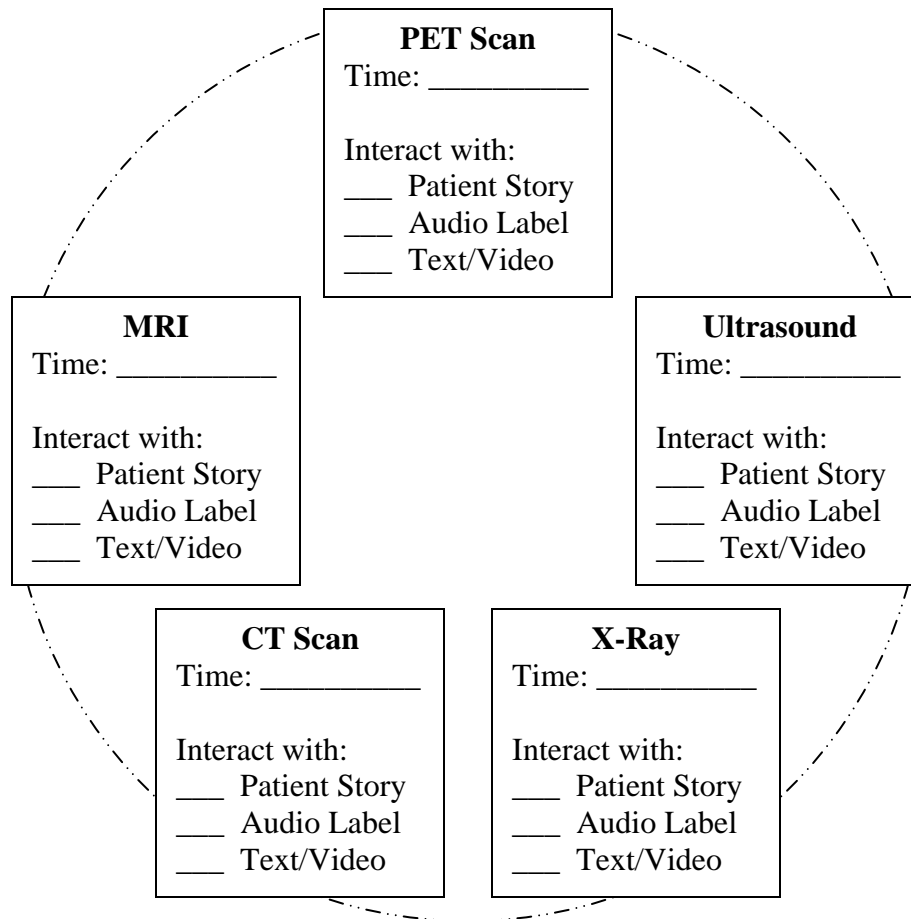 PET Scan
Time: __________
Interact with:
___ Patient Story
___ Audio Label
___ Text/Video
MRI
Time: __________
Interact with:
___ Patient Story
___ Audio Label
___ Text/Video
Ultrasound
Time: __________
Interact with:
___ Patient Story
___ Audio Label
___ Text/Video
CT Scan
Time: __________
Interact with:
___ Patient Story
___ Audio Label
___ Text/Video
X-Ray
Time: __________
Interact with:
___ Patient Story
___ Audio Label
___ Text/Video